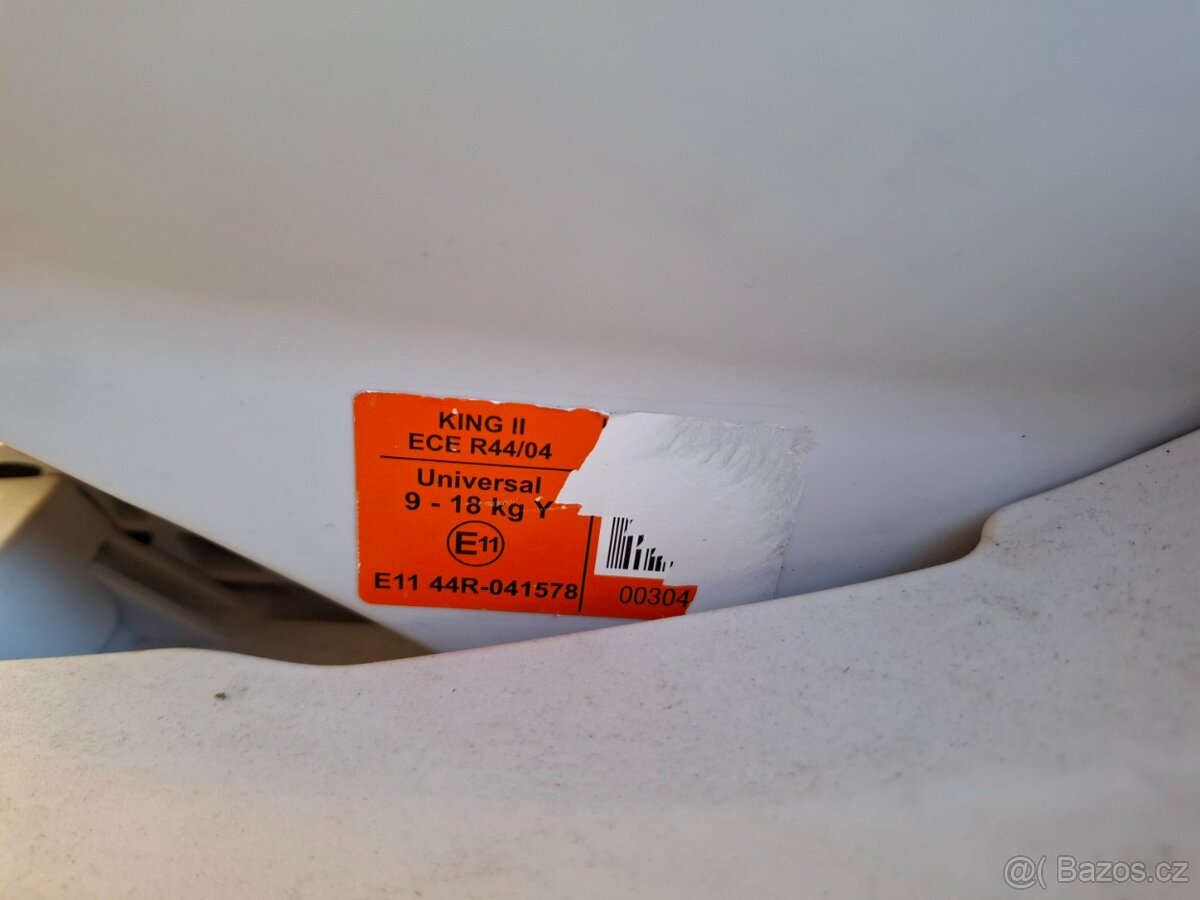 KING II
ECE R44/04
Universal
9 - 18 kg Y
E11
E11 44R-041578
00304
@( Bazos.cz